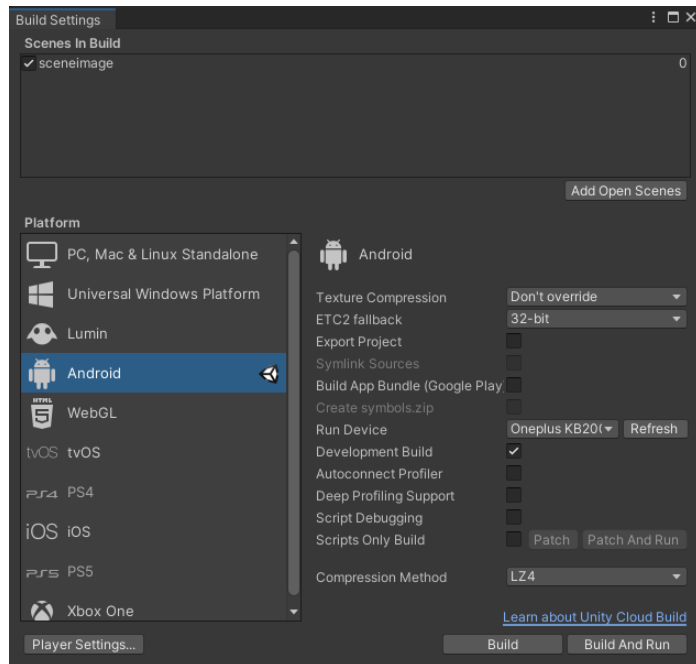 Build Settings
Scenes In Build
sceneimage 0
Add Open Scenes
Platform
PC, Mac & Linux Standalone
Universal Windows Platform
Lumin
Android
HTML 5 WebGL
tvOS tvOS
PS4 PS4
iOS iOS
PS5 PS5
Xbox One
Android
Texture Compression Don't override
ETC2 fallback 32-bit
Export Project
Symlink Sources
Build App Bundle (Google Play)
Create symbols.zip
Run Device Oneplus KB20( Refresh
Development Build
Autoconnect Profiler
Deep Profiling Support
Script Debugging
Scripts Only Build Patch Patch And Run
Compression Method LZ4
Learn about Unity Cloud Build
Player Settings... Build Build And Run